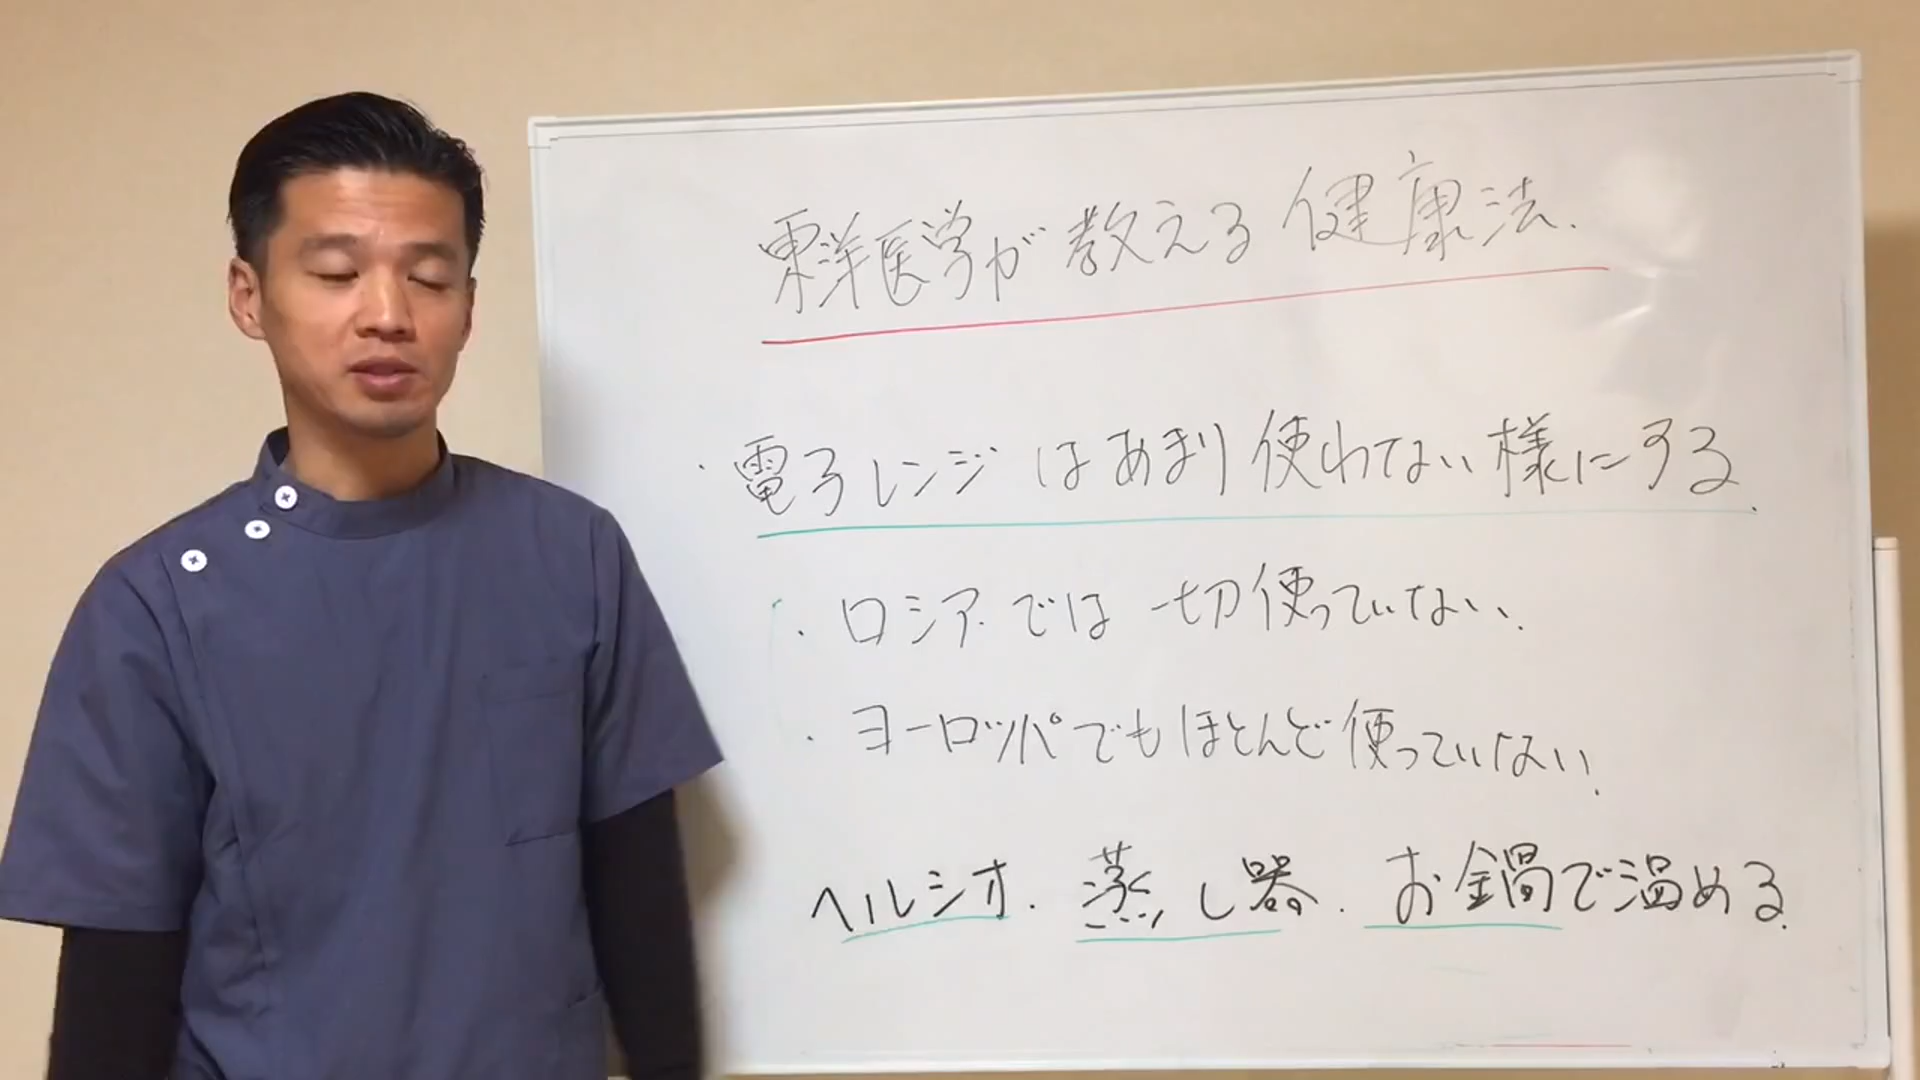 東洋医学が教える健康法.
・電子レンジはあまり使わない様にする.
・ロシアでは一切使っていない.
・ヨーロッパでもほとんど使っていない.
ヘルシオ. 蒸し器. お鍋で温める.